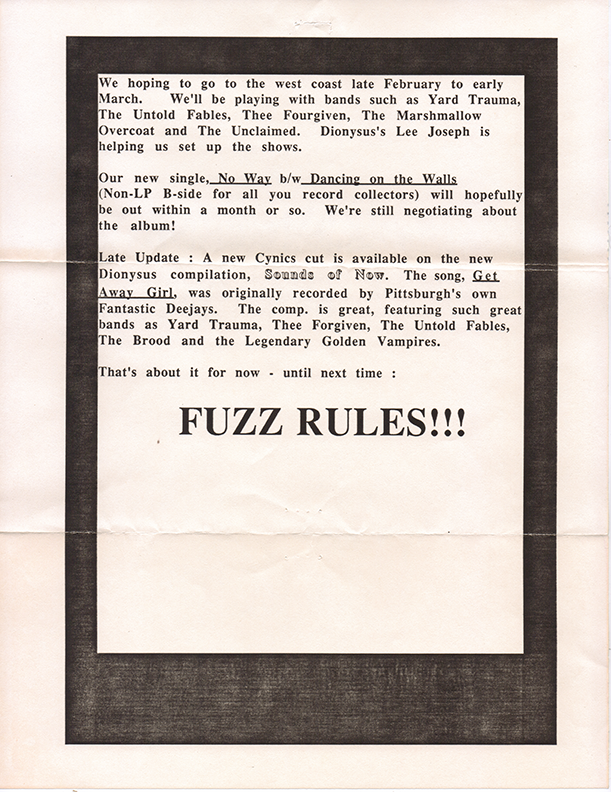 We hoping to go to the west coast late February to early
March. We'll be playing with bands such as Yard Trauma,
The Untold Fables, Thee Fourgiven, The Marshmallow
Overcoat and The Unclaimed. Dionysus's Lee Joseph is
helping us set up the shows.
Our new single, No Way b/w Dancing on the Walls
(Non-LP B-side for all you record collectors) will hopefully
be out within a month or so. We're still negotiating about
the album!
Late Update : A new Cynics cut is available on the new
Dionysus compilation, Sounds of Now. The song, Get
Away Girl, was originally recorded by Pittsburgh's own
Fantastic Deejays. The comp. is great, featuring such great
bands as Yard Trauma, Thee Forgiven, The Untold Fables,
The Brood and the Legendary Golden Vampires.
That's about it for now - until next time :
FUZZ RULES!!!